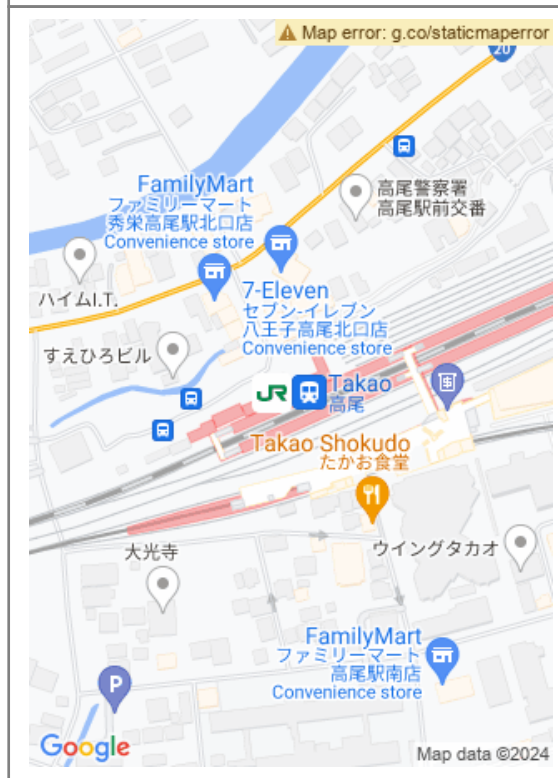 Map error: g.co/staticmaperror
20
FamilyMart
ファミリーマート
秀栄高尾駅北口店
Convenience store
高尾警察署
高尾駅前交番
ハイムI.T.
7-Eleven
セブン-イレブン
八王子高尾北口店
Convenience store
すえひろビル
JR
Takao
高尾
Takao Shokudo
たかお食堂
大光寺
ウイングタカオ
FamilyMart
ファミリーマート
高尾駅南店
Convenience store
P
Google
Map data ©2024